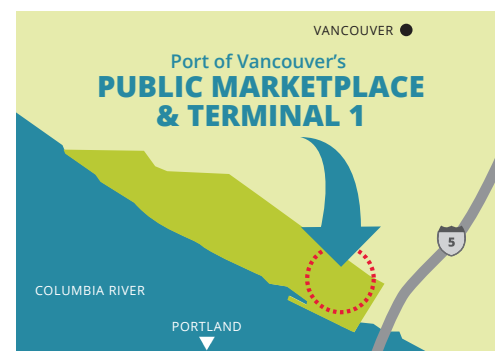 VANCOUVER
Port of Vancouver’s
PUBLIC MARKETPLACE
& TERMINAL 1
5
COLUMBIA RIVER
PORTLAND